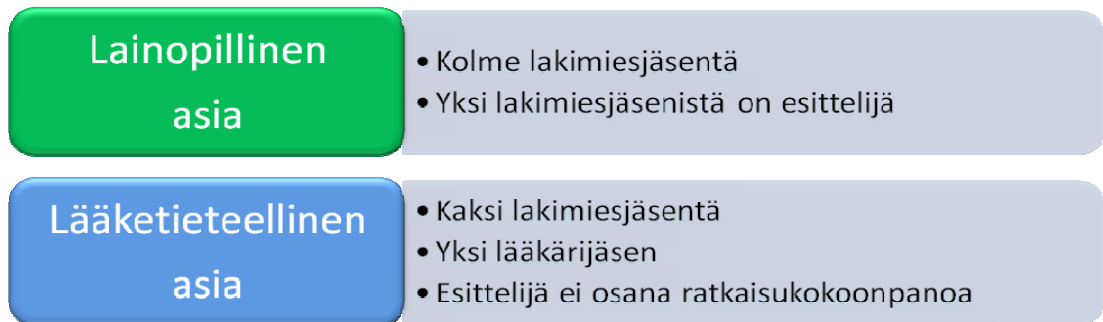 Lainopillinen
asia
• Kolme lakimiesjäsentä
• Yksi lakimiesjäsenistä on esittelijä
Lääketieteellinen
asia
• Kaksi lakimiesjäsentä
• Yksi lääkärijäsen
• Esittelijä ei osana ratkaisukokoonpanoa